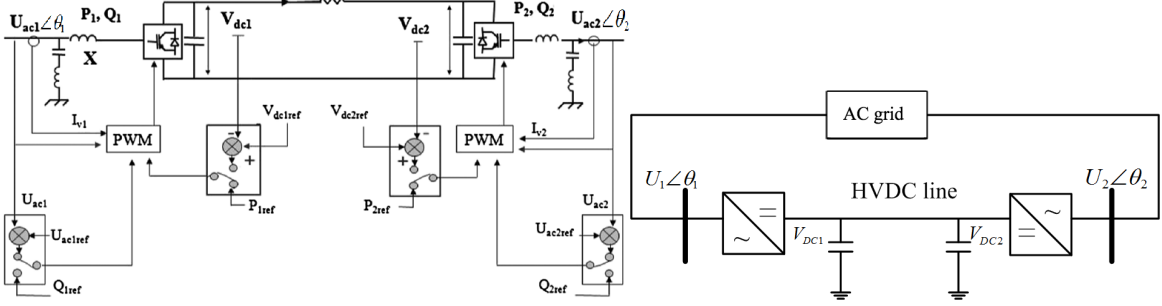 P1, Q1
Uac1∠θ1
X
Vdc1
Vdc2
P2, Q2
Uac2∠θ2
Iv1
PWM
Vdc1ref
-
+
P1ref
Vdc2ref
-
+
P2ref
PWM
Iv2
Uac1
Uac1ref
Q1ref
Uac2
Uac2ref
Q2ref
AC grid
U1∠θ1
HVDC line
U2∠θ2
VDC1
VDC2
=
~
~
=